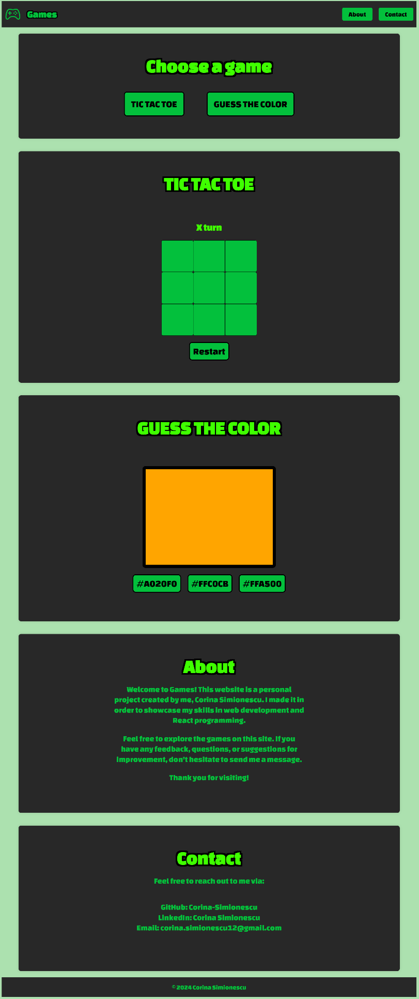 Games
About
Contact
Choose a game
TIC TAC TOE
GUESS THE COLOR
TIC TAC TOE
X turn
Restart
GUESS THE COLOR
#A020F0
#FFC0CB
#FFA500
About
Welcome to Games! This website is a personal
project created by me, Corina Simionescu. I made it in
order to showcase my skills in web development and
React programming.
Feel free to explore the games on this site. If you
have any feedback, questions, or suggestions for
improvement, don't hesitate to send me a message.
Thank you for visiting!
Contact
Feel free to reach out to me via:
GitHub: Corina-Simionescu
LinkedIn: Corina Simionescu
Email: corina.simionescu12@gmail.com
© 2024 Corina Simionescu